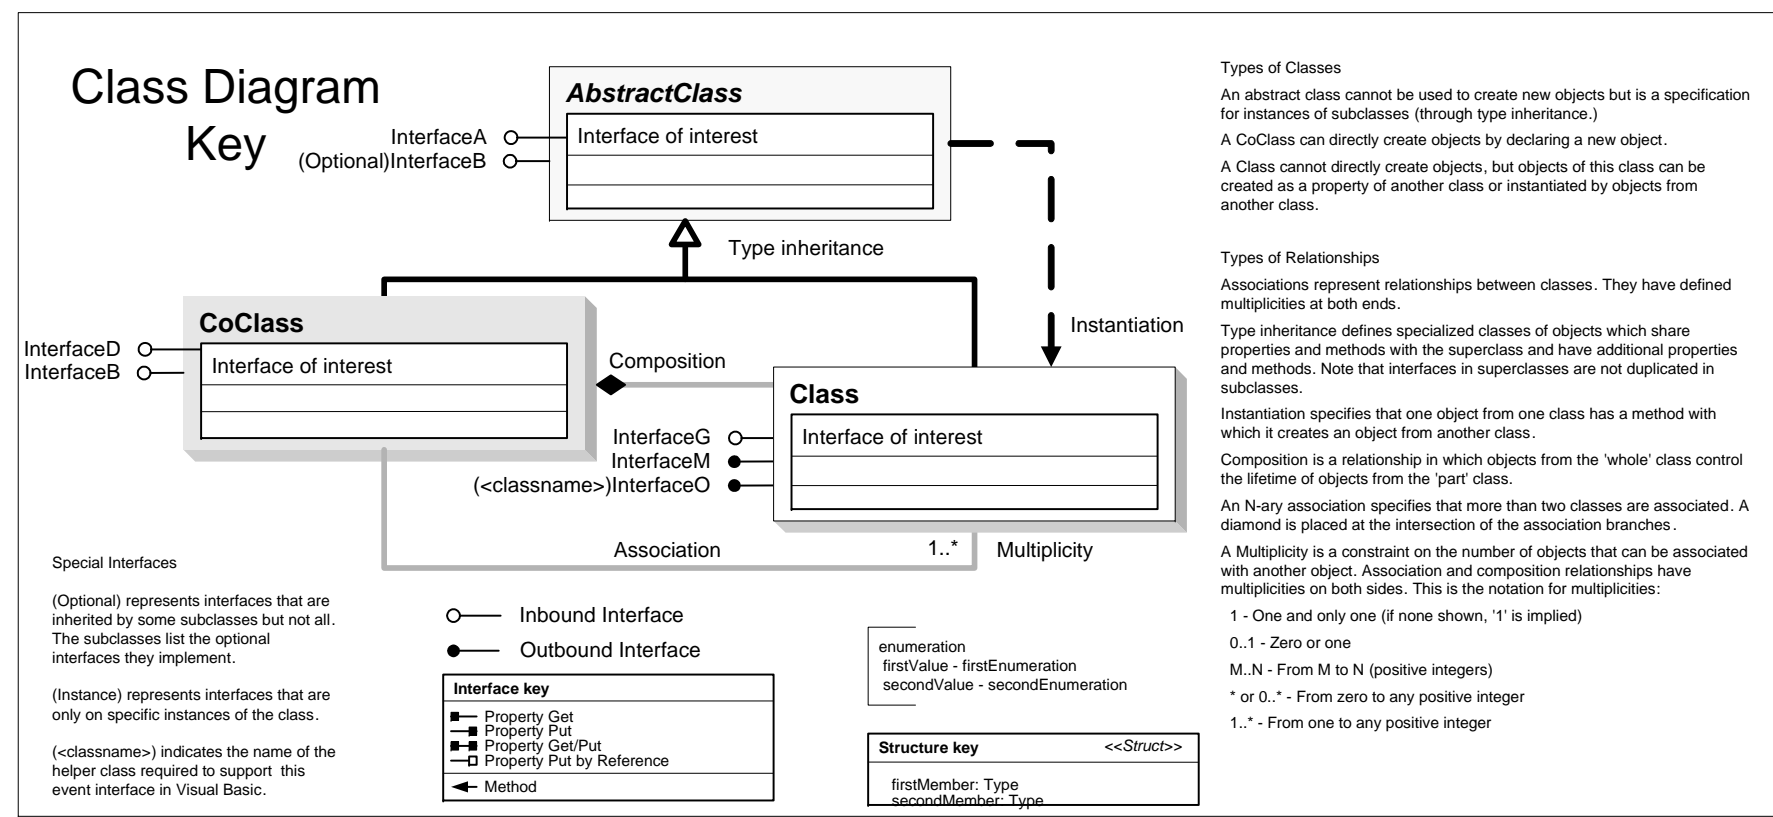 Class Diagram
Key
AbstractClass
InterfaceA
(Optional)InterfaceB
Interface of interest
Type inheritance
CoClass
InterfaceD
InterfaceB
Interface of interest
Composition
Instantiation
Class
InterfaceG
InterfaceM
(<classname>)InterfaceO
Interface of interest
Association
1..*
Multiplicity
Special Interfaces
(Optional) represents interfaces that are
inherited by some subclasses but not all.
The subclasses list the optional
interfaces they implement.
(Instance) represents interfaces that are
only on specific instances of the class.
(<classname>) indicates the name of the
helper class required to support this
event interface in Visual Basic.
Inbound Interface
Outbound Interface
Interface key
Property Get
Property Put
Property Get/Put
Property Put by Reference
Method
enumeration
firstValue - firstEnumeration
secondValue - secondEnumeration
Structure key <<Struct>>
firstMember: Type
secondMember: Type
Types of Classes
An abstract class cannot be used to create new objects but is a specification
for instances of subclasses (through type inheritance.)
A CoClass can directly create objects by declaring a new object.
A Class cannot directly create objects, but objects of this class can be
created as a property of another class or instantiated by objects from
another class.
Types of Relationships
Associations represent relationships between classes. They have defined
multiplicities at both ends.
Type inheritance defines specialized classes of objects which share
properties and methods with the superclass and have additional properties
and methods. Note that interfaces in superclasses are not duplicated in
subclasses.
Instantiation specifies that one object from one class has a method with
which it creates an object from another class.
Composition is a relationship in which objects from the 'whole' class control
the lifetime of objects from the 'part' class.
An N-ary association specifies that more than two classes are associated. A
diamond is placed at the intersection of the association branches.
A Multiplicity is a constraint on the number of objects that can be associated
with another object. Association and composition relationships have
multiplicities on both sides. This is the notation for multiplicities:
1 - One and only one (if none shown, '1' is implied)
0..1 - Zero or one
M..N - From M to N (positive integers)
* or 0..* - From zero to any positive integer
1..* - From one to any positive integer